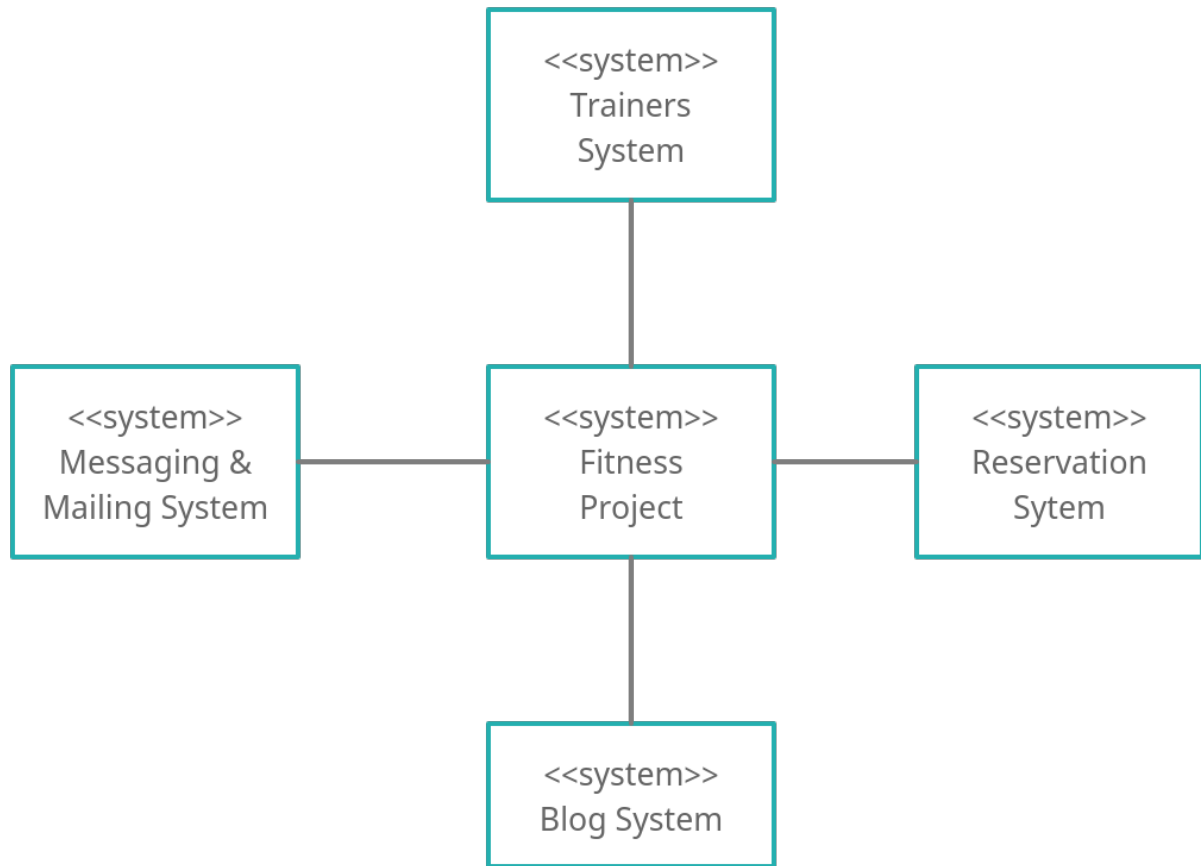 <<system>>
Trainers
System
<<system>>
Messaging &
Mailing System
<<system>>
Fitness
Project
<<system>>
Reservation
Sytem
<<system>>
Blog System